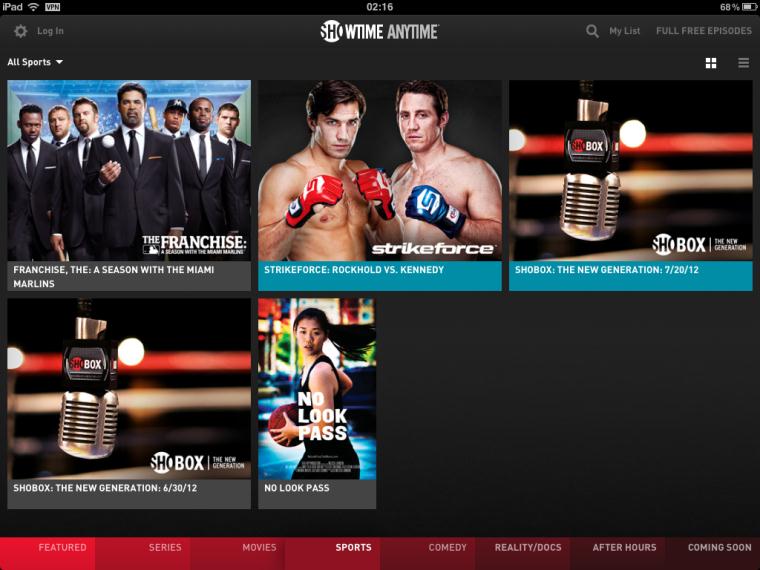 iPad VPN 02:16 68%
Log In SHOWTIME ANYTIME My List FULL FREE EPISODES
All Sports
THE FRANCHISE:
A SEASON WITH THE MIAMI MARLINS
FRANCHISE, THE: A SEASON WITH THE MIAMI
MARLINS
strikeforce
STRIKEFORCE: ROCKHOLD VS. KENNEDY
SHOBOX
SHOBOX THE NEW
GENERATION
SHOBOX: THE NEW GENERATION: 7/20/12
SHOBOX
SHOBOX THE NEW
GENERATION
SHOBOX: THE NEW GENERATION: 6/30/12
NO
LOOK
PASS
NO LOOK PASS
FEATURED SERIES MOVIES SPORTS COMEDY REALITY/DOCS AFTER HOURS COMING SOON